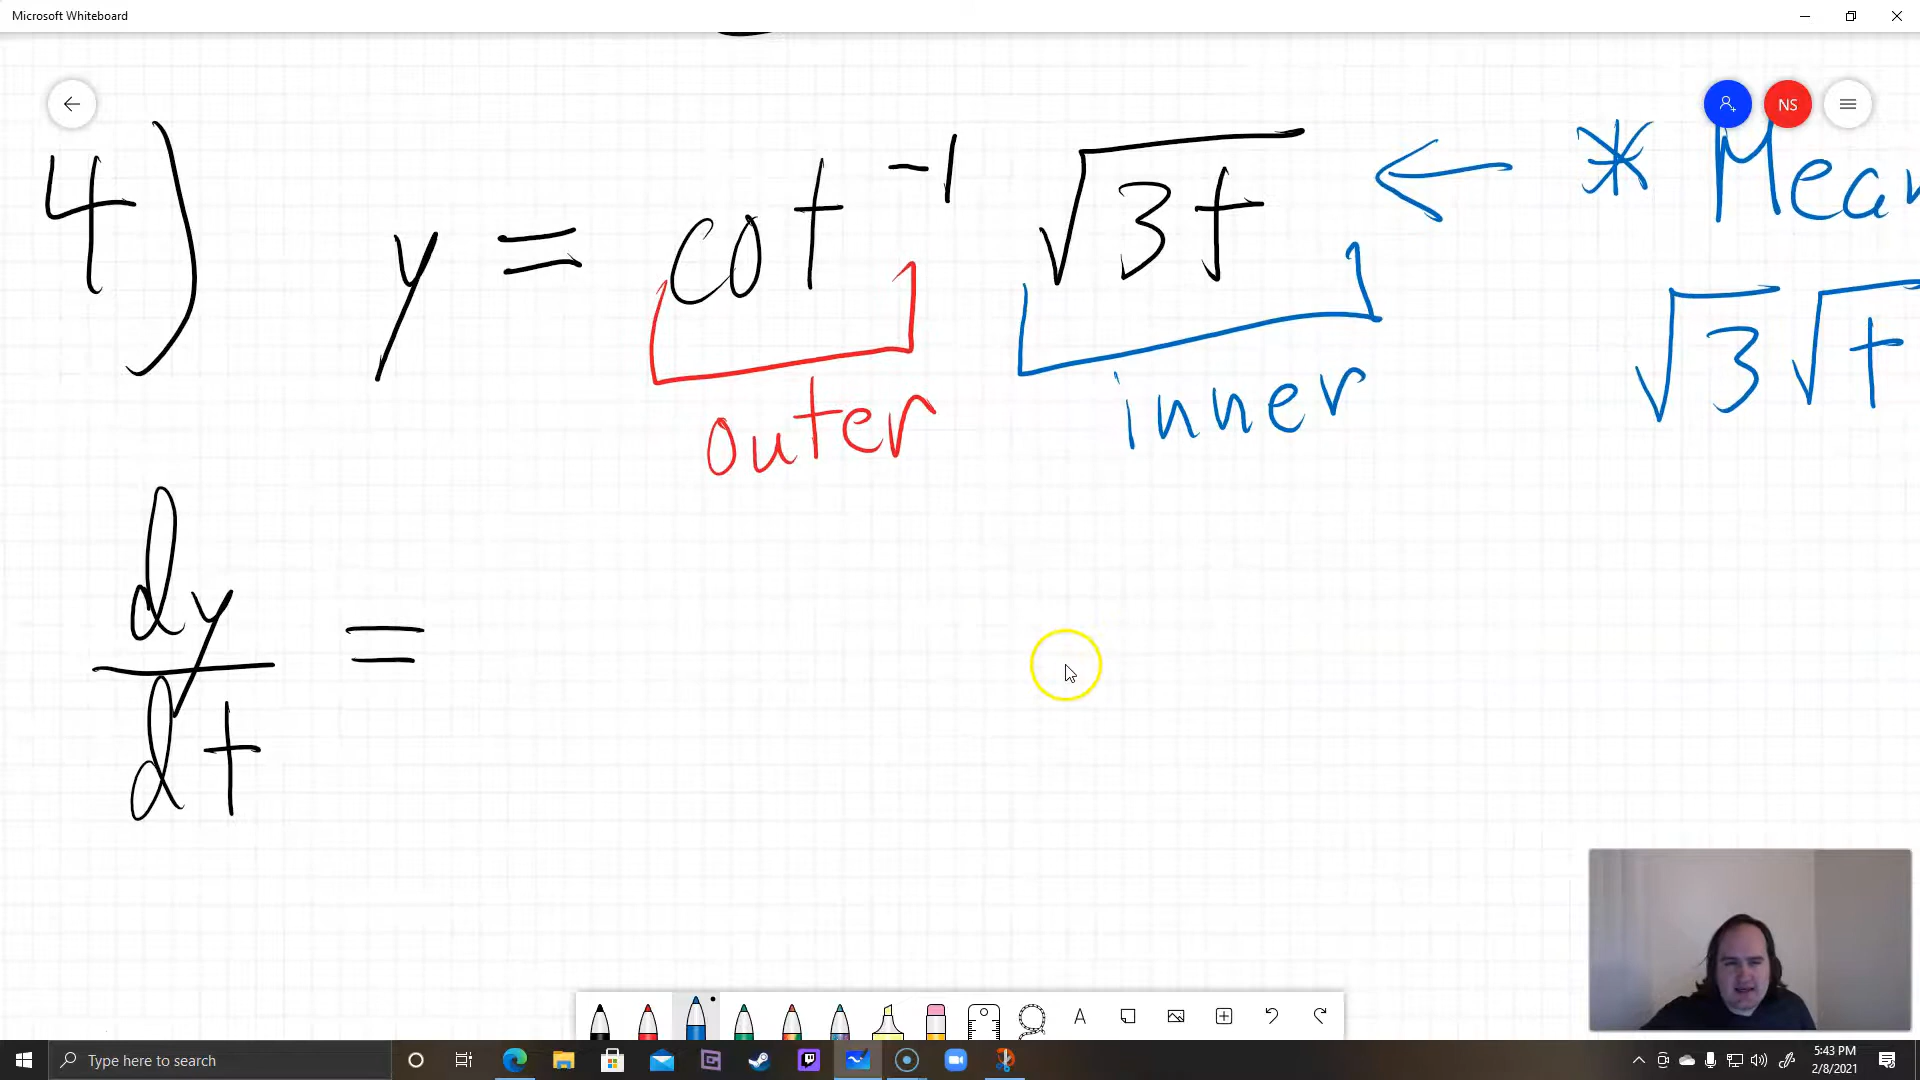 Microsoft Whiteboard
4) y = cot⁻¹ √3t ← * Mean
√3√t
outer inner
dy/dt =
NS
Type here to search
5:43 PM
2/8/2021